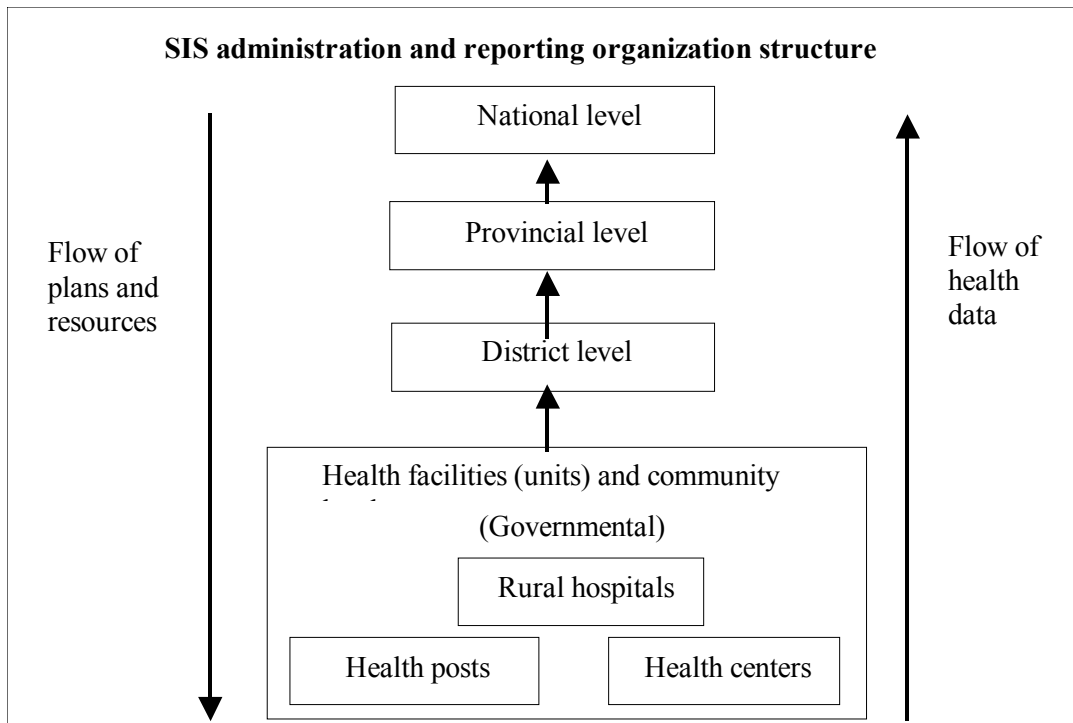 SIS administration and reporting organization structure
National level
Provincial level
District level
Flow of
plans and
resources
Flow of
health
data
Health facilities (units) and community
(Governmental)
Rural hospitals
Health posts
Health centers